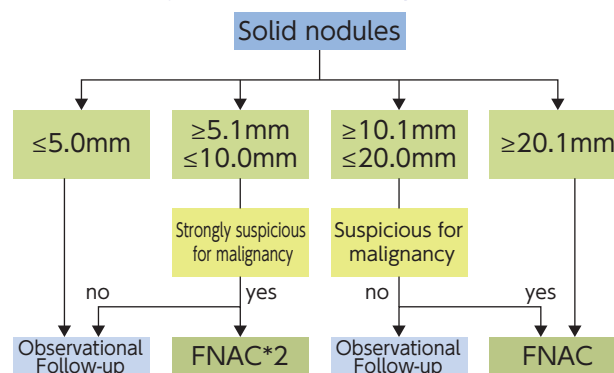 Solid nodules
≤5.0mm
≥5.1mm
≤10.0mm
≥10.1mm
≤20.0mm
≥20.1mm
Strongly suspicious
for malignancy
Suspicious for
malignancy
no
yes
no
yes
Observational
Follow-up
FNAC*2
Observational
Follow-up
FNAC